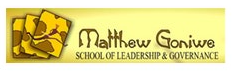 Matthew Goniwe
SCHOOL OF LEADERSHIP & GOVERNANCE